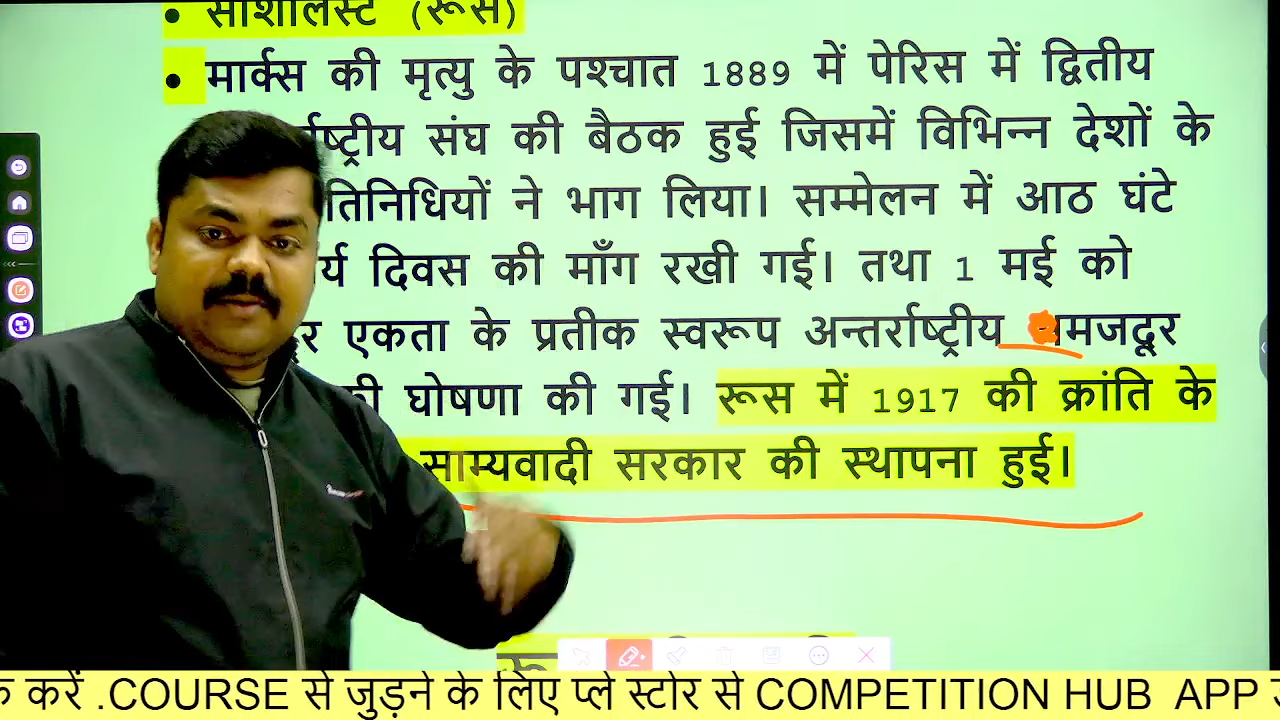 • सोशलिस्ट (रूस)
• मार्क्स की मृत्यु के पश्चात 1889 में पेरिस में द्वितीय
र्राष्ट्रीय संघ की बैठक हुई जिसमें विभिन्न देशों के
तिनिधियों ने भाग लिया। सम्मेलन में आठ घंटे
र्य दिवस की माँग रखी गई। तथा 1 मई को
र एकता के प्रतीक स्वरूप अन्तर्राष्ट्रीय मजदूर
की घोषणा की गई। रूस में 1917 की क्रांति के
साम्यवादी सरकार की स्थापना हुई।
करें .COURSE से जुड़ने के लिए प्ले स्टोर से COMPETITION HUB APP